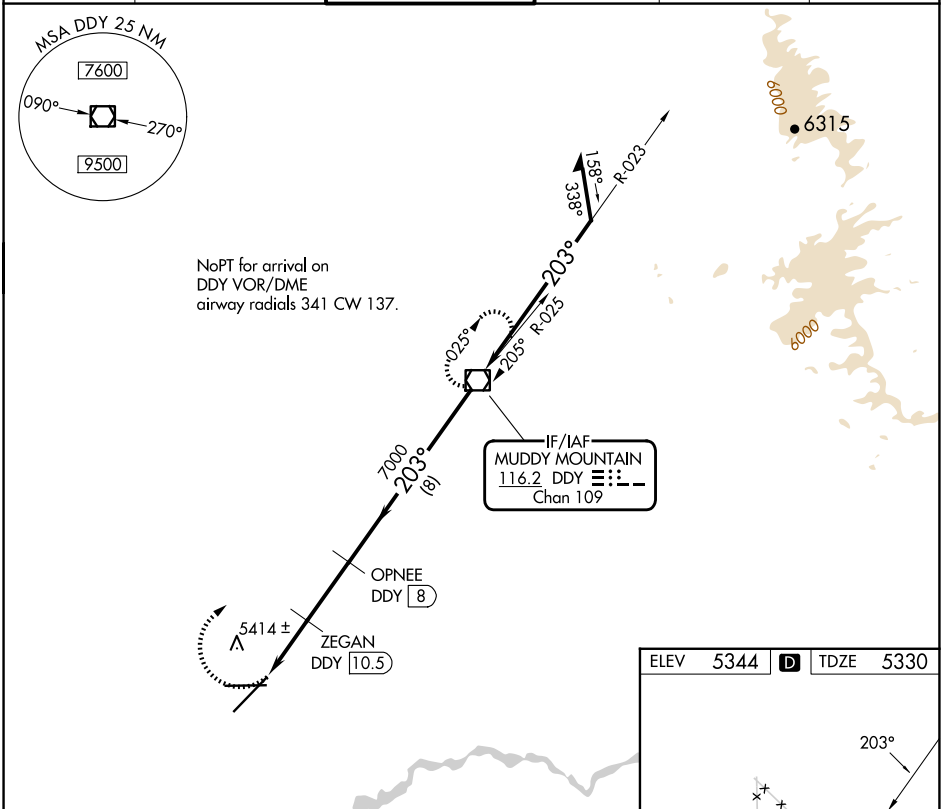 MSA DDY 25 NM
7600
090°
270°
9500
6000
6315
158°
338°
R-023
203°
NoPT for arrival on
DDY VOR/DME
airway radials 341 CW 137.
025°
R-025
205°
6000
7000
203°
(8)
IF/IAF
MUDDY MOUNTAIN
116.2 DDY
Chan 109
OPNEE
DDY 8
5414 ±
ZEGAN
DDY 10.5
ELEV 5344 D TDZE 5330
203°